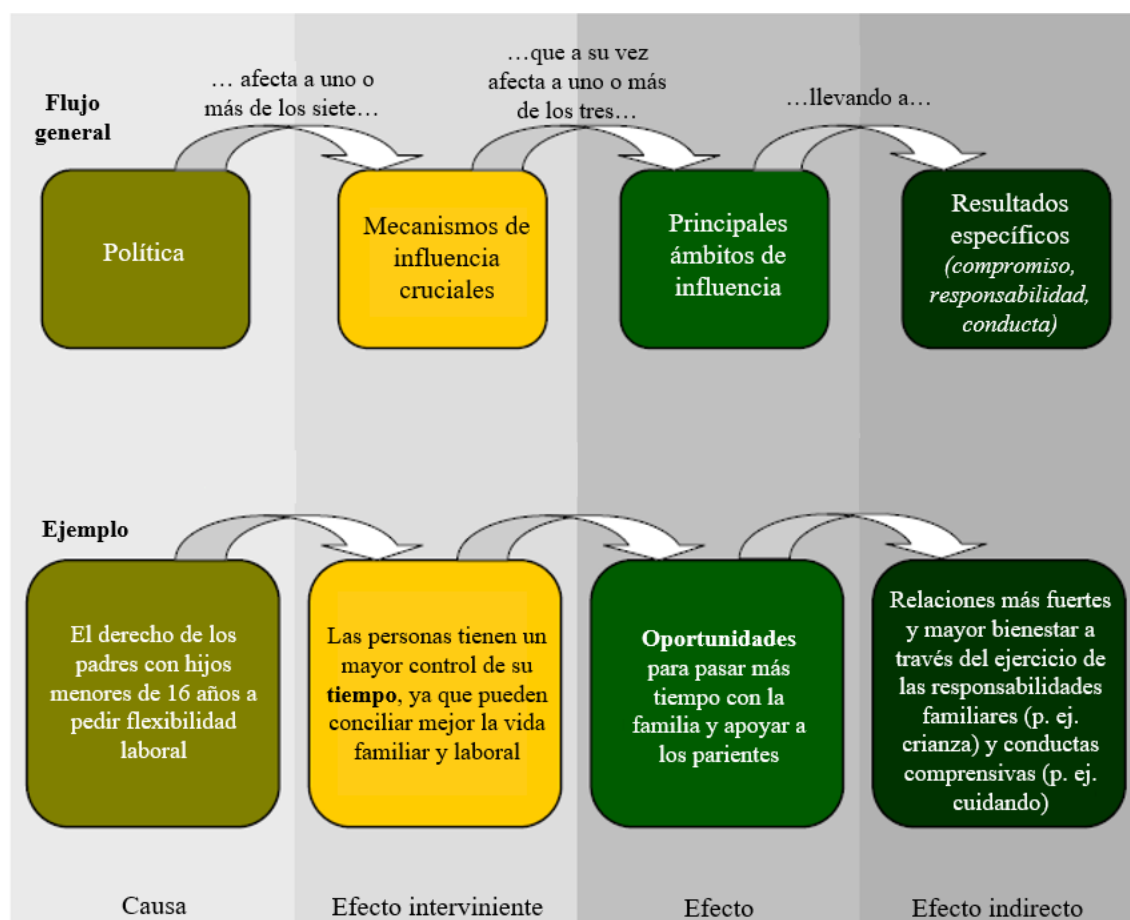 Flujo
general
… afecta a uno o
más de los siete…
…que a su vez
afecta a uno o más
de los tres…
…llevando a…
Política
Mecanismos de
influencia
cruciales
Principales
ámbitos de
influencia
Resultados
específicos
(compromiso,
responsabilidad,
conducta)
Ejemplo
El derecho de los
padres con hijos
menores de 16 años a
pedir flexibilidad
laboral
Las personas tienen un
mayor control de su
tiempo, ya que pueden
conciliar mejor la vida
familiar y laboral
Oportunidades
para pasar más
tiempo con la
familia y apoyar a
los parientes
Relaciones más fuertes
y mayor bienestar a
través del ejercicio de
las responsabilidades
familiares (p. ej.
crianza) y conductas
comprensivas (p. ej.
cuidando)
Causa
Efecto interviniente
Efecto
Efecto indirecto